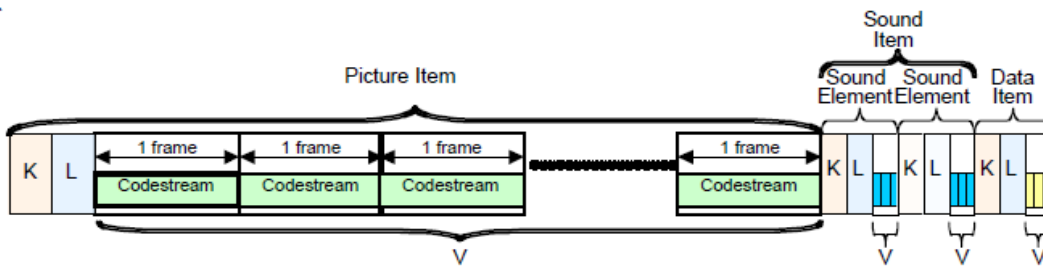 Sound
Item
Picture Item
Sound Sound
Element Element
Data
Item
K L
1 frame 1 frame 1 frame 1 frame
Codestream Codestream Codestream Codestream
K L K L K L
V V V V